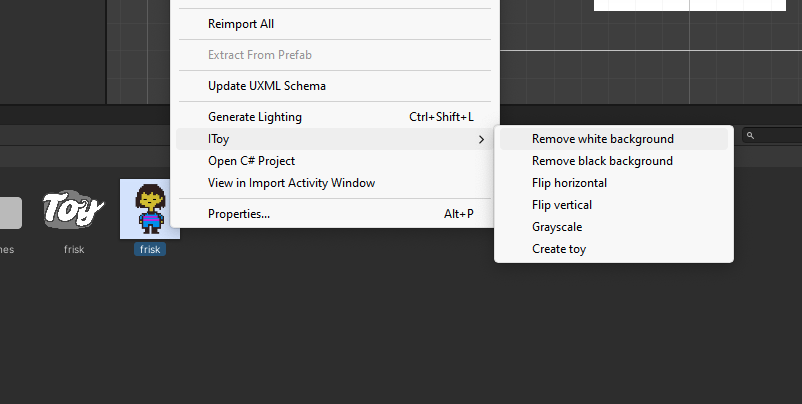 Reimport All
Extract From Prefab
Update UXML Schema
Generate Lighting Ctrl+Shift+L
IToy
Open C# Project
View in Import Activity Window
Properties... Alt+P
Remove white background
Remove black background
Flip horizontal
Flip vertical
Grayscale
Create toy
Toy
nes
frisk
frisk